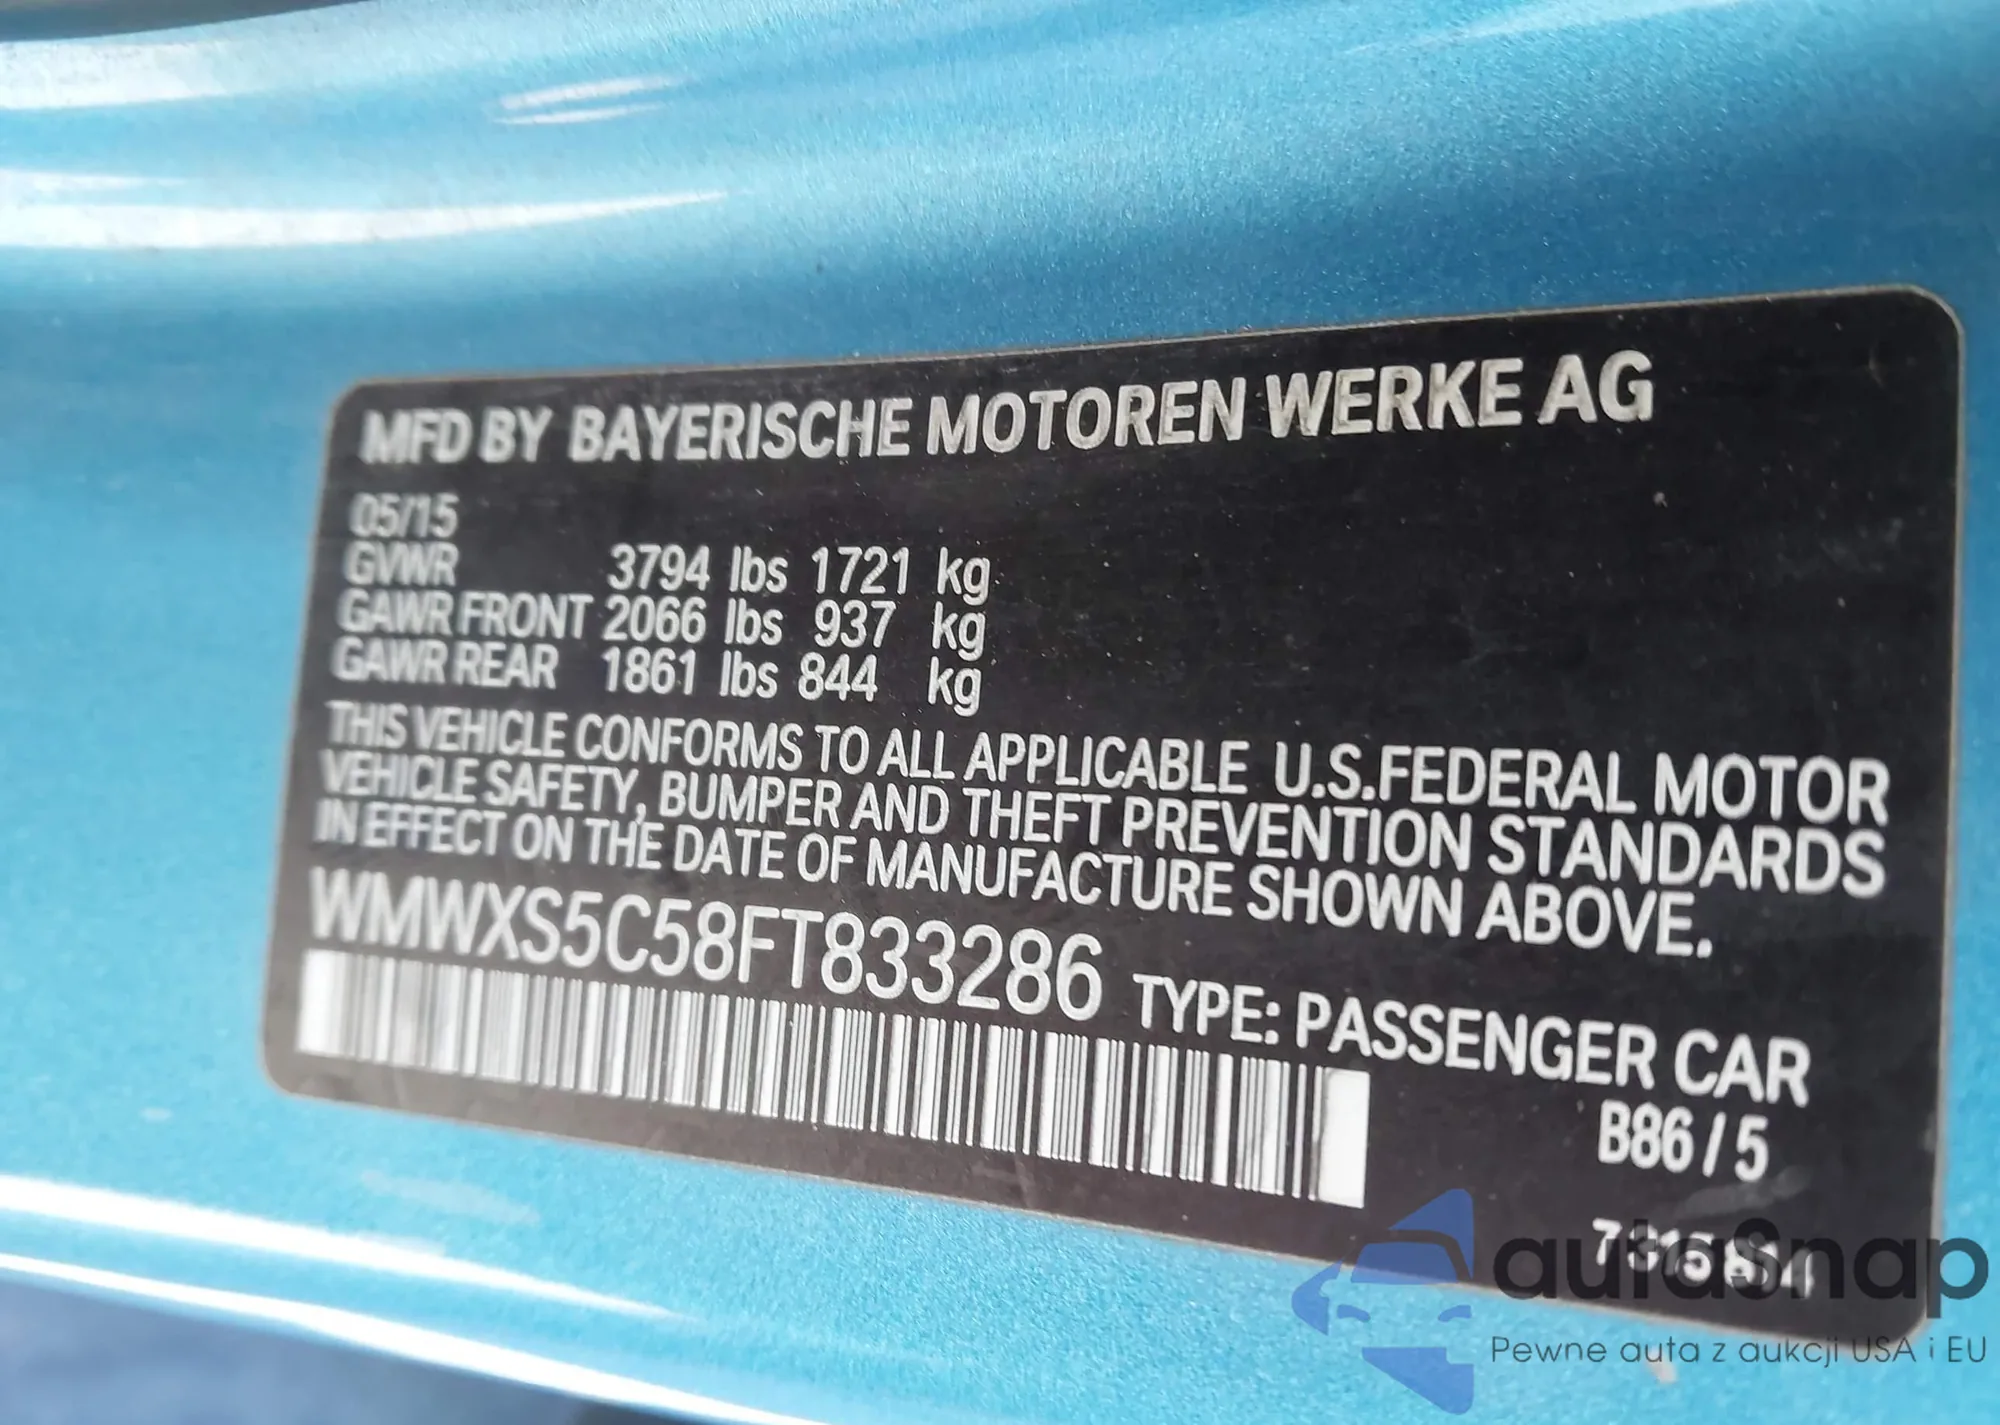 MFD BY BAYERISCHE MOTOREN WERKE AG
05/15
GVWR 3794 lbs 1721 kg
GAWR FRONT 2066 lbs 937 kg
GAWR REAR 1861 lbs 844 kg
THIS VEHICLE CONFORMS TO ALL APPLICABLE U.S.FEDERAL MOTOR
VEHICLE SAFETY, BUMPER AND THEFT PREVENTION STANDARDS
IN EFFECT ON THE DATE OF MANUFACTURE SHOWN ABOVE.
WMWXS5C58FT833286 TYPE: PASSENGER CAR
B86 / 5
autasnap
Pewne auta z aukcji USA i EU